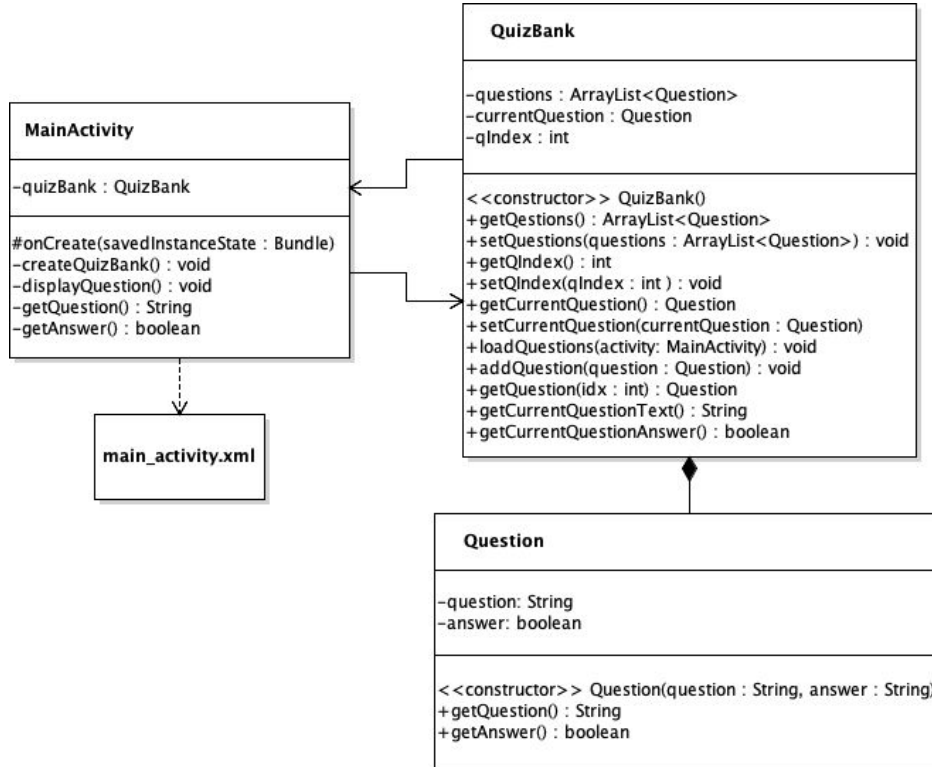 MainActivity
-quizBank : QuizBank
#onCreate(savedInstanceState : Bundle)
-createQuizBank() : void
-displayQuestion() : void
-getQuestion() : String
-getAnswer() : boolean
main_activity.xml
QuizBank
-questions : ArrayList<Question>
-currentQuestion : Question
-qIndex : int
<<constructor>> QuizBank()
+getQestions() : ArrayList<Question>
+setQuestions(questions : ArrayList<Question>) : void
+getQIndex() : int
+setQIndex(qIndex : int ) : void
+getCurrentQuestion() : Question
+setCurrentQuestion(currentQuestion : Question)
+loadQuestions(activity: MainActivity) : void
+addQuestion(question : Question) : void
+getQuestion(idx : int) : Question
+getCurrentQuestionText() : String
+getCurrentQuestionAnswer() : boolean
Question
-question: String
-answer: boolean
<<constructor>> Question(question : String, answer : String)
+getQuestion() : String
+getAnswer() : boolean